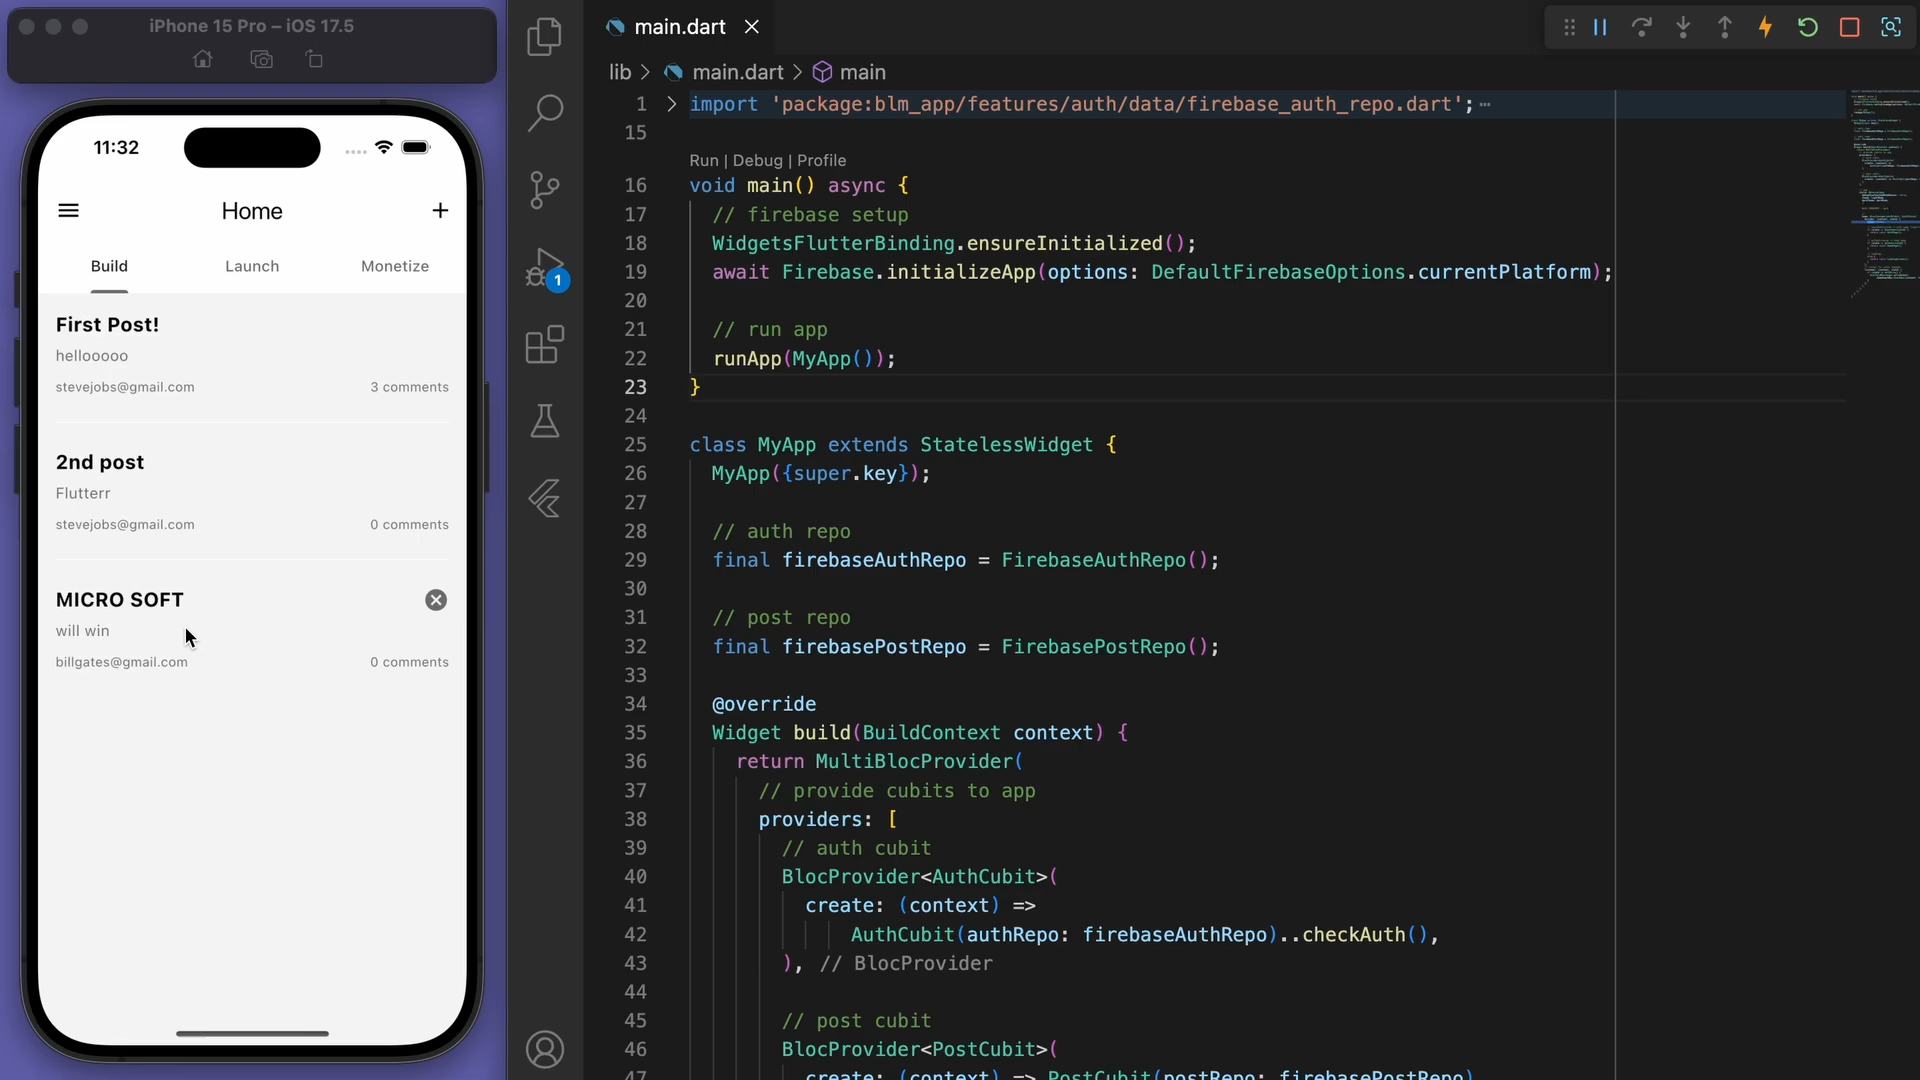 iPhone 15 Pro – iOS 17.5
11:32
Home
Build
Launch
Monetize
First Post!
hellooooo
stevejobs@gmail.com
3 comments
2nd post
Flutterr
stevejobs@gmail.com
0 comments
MICRO SOFT
will win
billgates@gmail.com
0 comments
1
main.dart
lib > main.dart > main
1 > import 'package:blm_app/features/auth/data/firebase_auth_repo.dart';
15
Run | Debug | Profile
16 void main() async {
17 // firebase setup
18 WidgetsFlutterBinding.ensureInitialized();
19 await Firebase.initializeApp(options: DefaultFirebaseOptions.currentPlatform);
20
21 // run app
22 runApp(MyApp());
23 }
24
25 class MyApp extends StatelessWidget {
26 MyApp({super.key});
27
28 // auth repo
29 final firebaseAuthRepo = FirebaseAuthRepo();
30
31 // post repo
32 final firebasePostRepo = FirebasePostRepo();
33
34 @override
35 Widget build(BuildContext context) {
36 return MultiBlocProvider(
37 // provide cubits to app
38 providers: [
39 // auth cubit
40 BlocProvider<AuthCubit>(
41 create: (context) =>
42 AuthCubit(authRepo: firebaseAuthRepo)..checkAuth(),
43 ), // BlocProvider
44
45 // post cubit
46 BlocProvider<PostCubit>(
47 create: (context) => PostCubit(postRepo: firebasePostRepo)